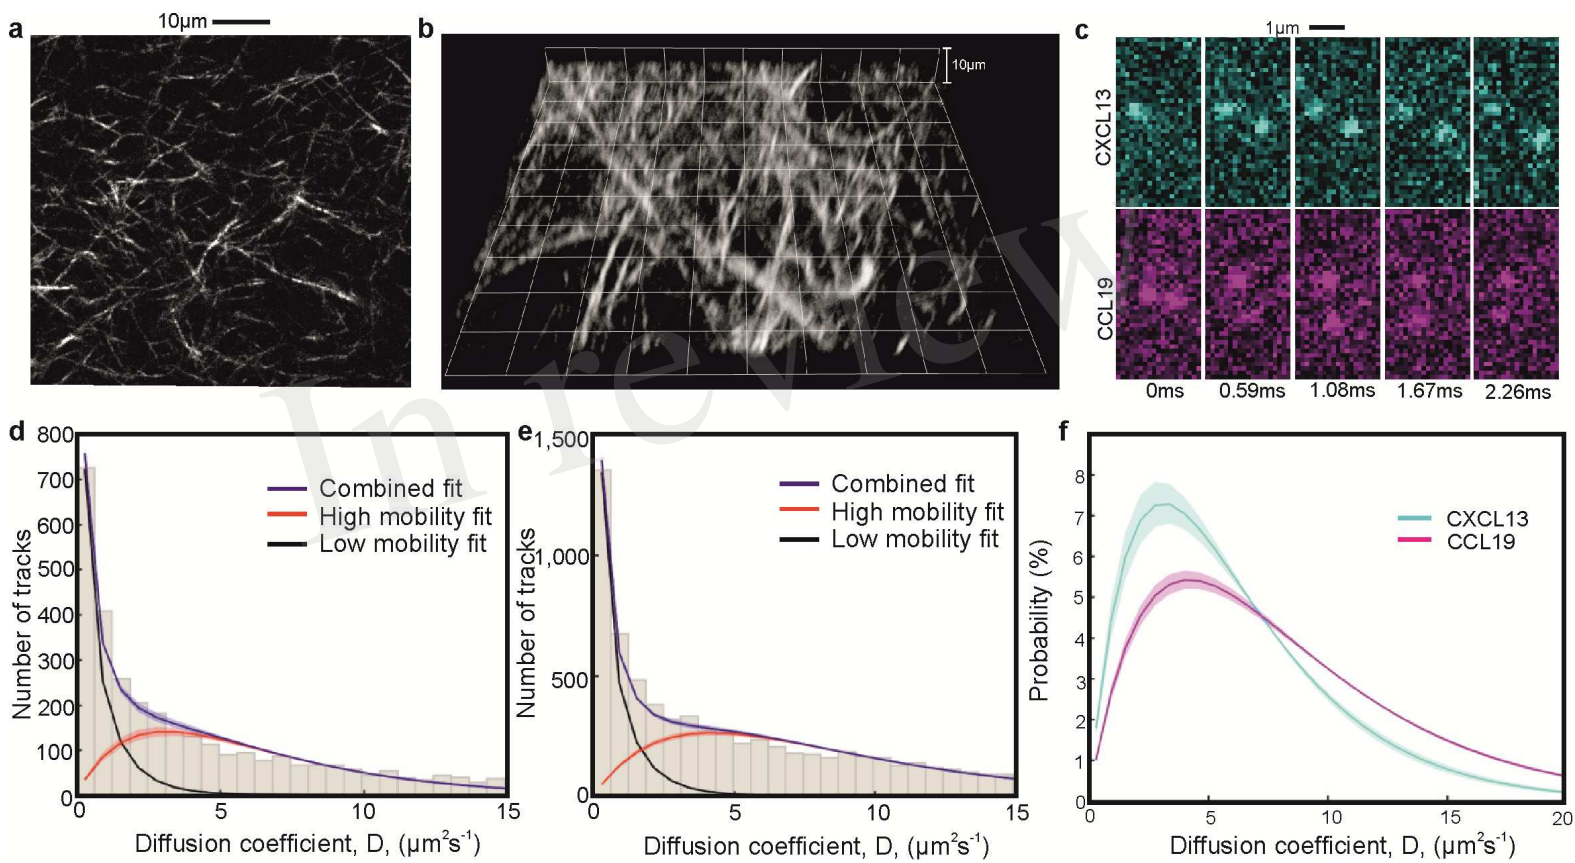 a
10µm
b
10µm
c
1µm
CXCL13
CCL19
0ms
0.59ms
1.08ms
1.67ms
2.26ms
In review
d
800
700
600
500
400
300
200
100
0
Number of tracks
Combined fit
High mobility fit
Low mobility fit
0
5
10
15
Diffusion coefficient, D, (µm²s⁻¹)
e
1,500
1,000
500
0
Number of tracks
Combined fit
High mobility fit
Low mobility fit
0
5
10
15
Diffusion coefficient, D, (µm²s⁻¹)
f
8
7
6
5
4
3
2
1
0
Probability (%)
CXCL13
CCL19
0
5
10
15
20
Diffusion coefficient, D, (µm²s⁻¹)